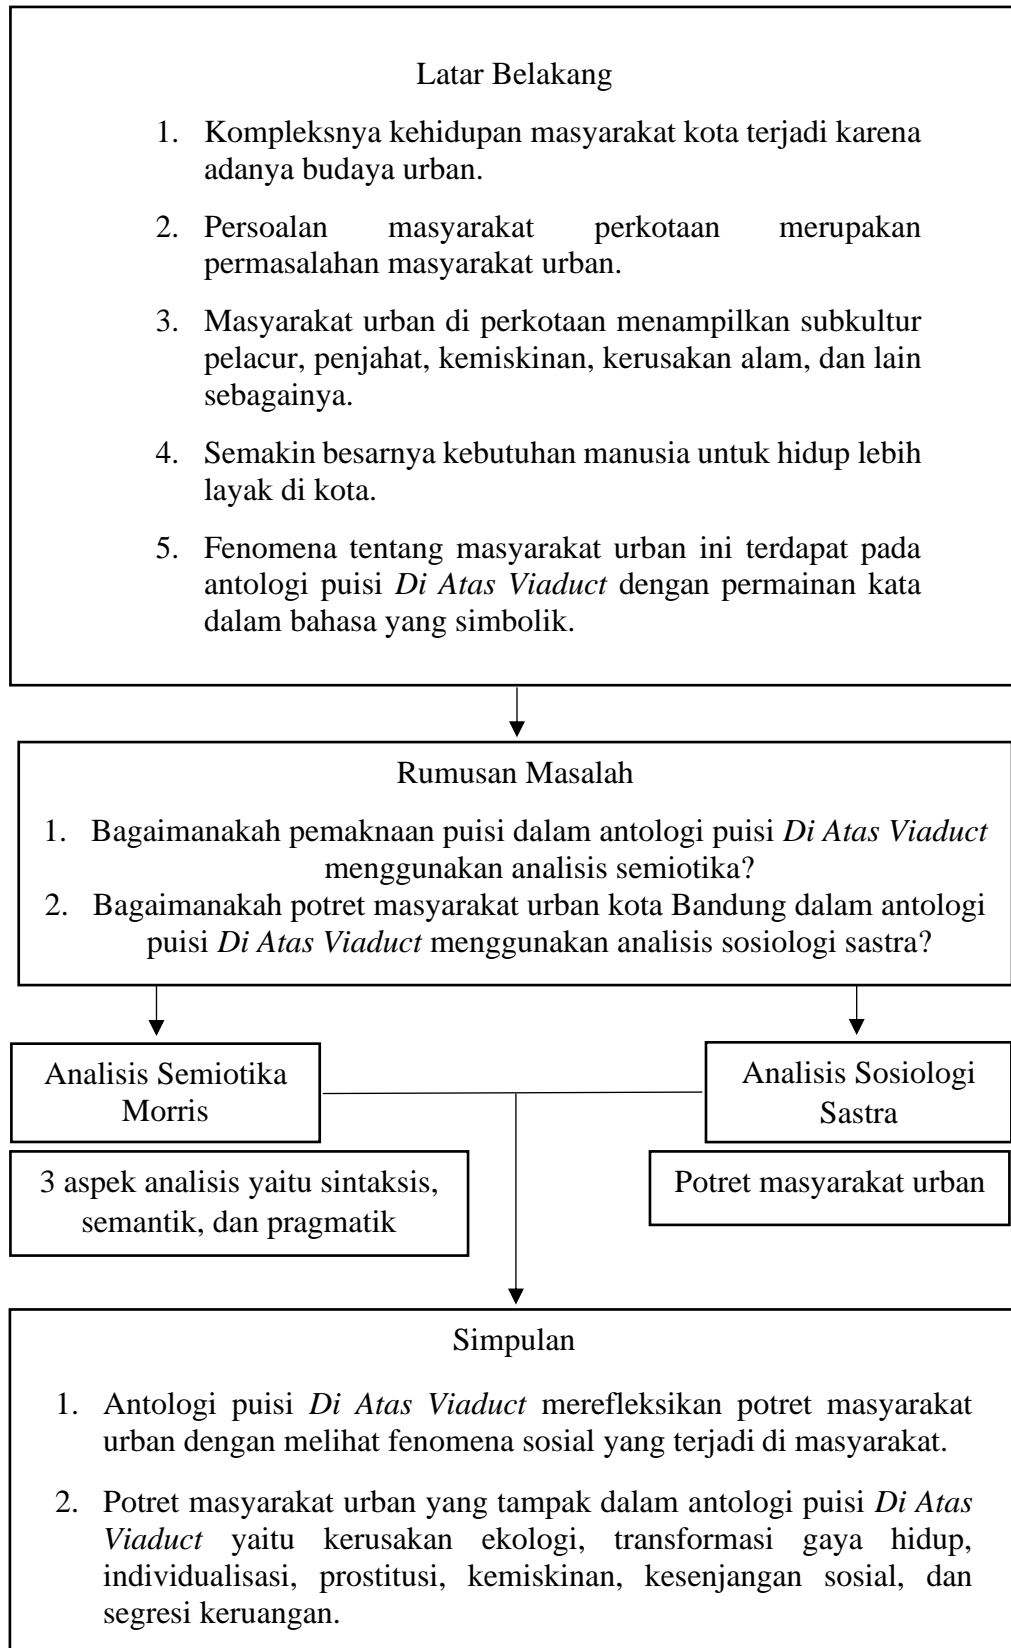 Latar Belakang
1. Kompleksnya kehidupan masyarakat kota terjadi karena
adanya budaya urban.
2. Persoalan masyarakat perkotaan merupakan
permasalahan masyarakat urban.
3. Masyarakat urban di perkotaan menampilkan subkultur
pelacur, penjahat, kemiskinan, kerusakan alam, dan lain
sebagainya.
4. Semakin besarnya kebutuhan manusia untuk hidup lebih
layak di kota.
5. Fenomena tentang masyarakat urban ini terdapat pada
antologi puisi Di Atas Viaduct dengan permainan kata
dalam bahasa yang simbolik.
Rumusan Masalah
1. Bagaimanakah pemaknaan puisi dalam antologi puisi Di Atas Viaduct
menggunakan analisis semiotika?
2. Bagaimanakah potret masyarakat urban kota Bandung dalam antologi
puisi Di Atas Viaduct menggunakan analisis sosiologi sastra?
Analisis Semiotika
Morris
3 aspek analisis yaitu sintaksis,
semantik, dan pragmatik
Analisis Sosiologi
Sastra
Potret masyarakat urban
Simpulan
1. Antologi puisi Di Atas Viaduct merefleksikan potret masyarakat
urban dengan melihat fenomena sosial yang terjadi di masyarakat.
2. Potret masyarakat urban yang tampak dalam antologi puisi Di Atas
Viaduct yaitu kerusakan ekologi, transformasi gaya hidup,
individualisasi, prostitusi, kemiskinan, kesenjangan sosial, dan
segresi keruangan.